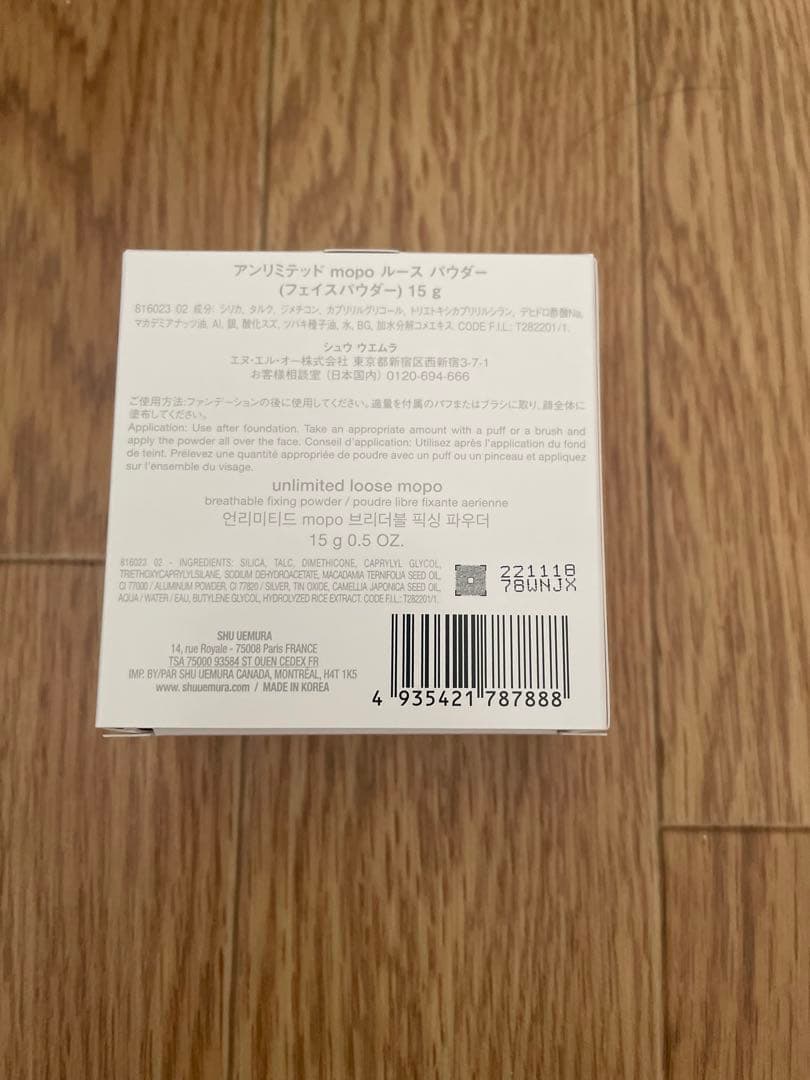 アンリミテッド mopo ルース パウダー
(フェイスパウダー) 15 g
816023 02 成分: シリカ, タルク, ジメチコン, カプリリルグリコール, トリエトキシカプリリルシラン, デヒドロ酢酸Na,
マカデミアナッツ油, Al, 銀, 酸化スズ, ツバキ種子油, 水, BG, 加水分解コメエキス. CODE F.I.L.: T282201/1.
シュウ ウエムラ
エヌ・エル・オー株式会社 東京都新宿区西新宿3-7-1
お客様相談室 (日本国内) 0120-694-666
ご使用方法:ファンデーションの後に使用してください。適量を付属のパフまたはブラシに取り、顔全体に
塗布してください。
Application: Use after foundation. Take an appropriate amount with a puff or a brush and
apply the powder all over the face. Conseil d'application: Utilisez après l'application du fond
de teint. Prélevez une quantité appropriée de poudre avec un puff ou un pinceau et appliquez
sur l'ensemble du visage.
unlimited loose mopo
breathable fixing powder / poudre libre fixante aerienne
언리미티드 mopo 브리더블 픽싱 파우더
15 g 0.5 OZ.
816023 02 - INGREDIENTS: SILICA, TALC, DIMETHICONE, CAPRYLYL GLYCOL,
TRIETHOXYCAPRYLYLSILANE, SODIUM DEHYDROACETATE, MACADAMIA TERNIFOLIA SEED OIL,
CI 77000 / ALUMINUM POWDER, CI 77820 / SILVER, TIN OXIDE, CAMELLIA JAPONICA SEED OIL,
AQUA / WATER / EAU, BUTYLENE GLYCOL, HYDROLYZED RICE EXTRACT. CODE F.I.L.: T282201/1.
221118
78WNJX
SHU UEMURA
14, rue Royale - 75008 Paris FRANCE
TSA 75000 93584 ST OUEN CEDEX FR
IMP. BY/PAR SHU UEMURA CANADA, MONTRÉAL, H4T 1K5
www. shuuemura.com / MADE IN KOREA
4 935421 787888